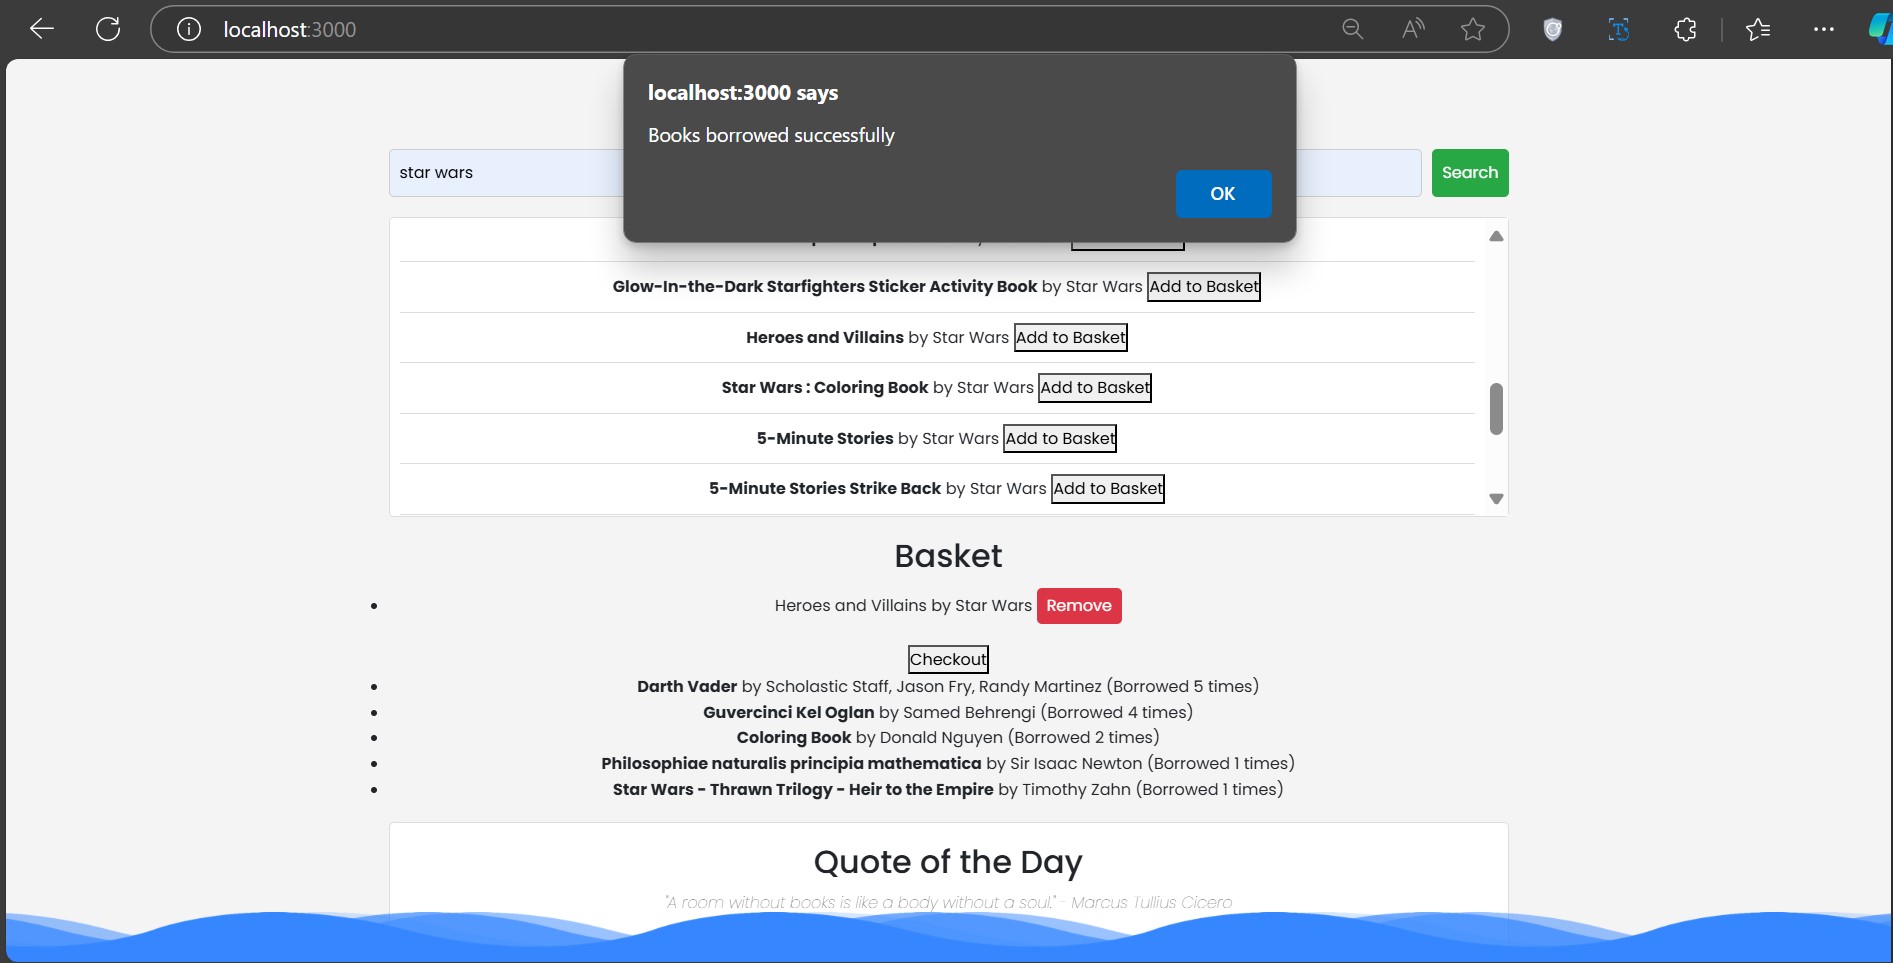 localhost:3000
localhost:3000 says
Books borrowed successfully
OK
star wars
Search
Glow-In-the-Dark Starfighters Sticker Activity Book by Star Wars Add to Basket
Heroes and Villains by Star Wars Add to Basket
Star Wars : Coloring Book by Star Wars Add to Basket
5-Minute Stories by Star Wars Add to Basket
5-Minute Stories Strike Back by Star Wars Add to Basket
Basket
Heroes and Villains by Star Wars Remove
Checkout
Darth Vader by Scholastic Staff, Jason Fry, Randy Martinez (Borrowed 5 times)
Guvercinci Kel Oglan by Samed Behrengi (Borrowed 4 times)
Coloring Book by Donald Nguyen (Borrowed 2 times)
Philosophiae naturalis principia mathematica by Sir Isaac Newton (Borrowed 1 times)
Star Wars - Thrawn Trilogy - Heir to the Empire by Timothy Zahn (Borrowed 1 times)
Quote of the Day
"A room without books is like a body without a soul." - Marcus Tullius Cicero